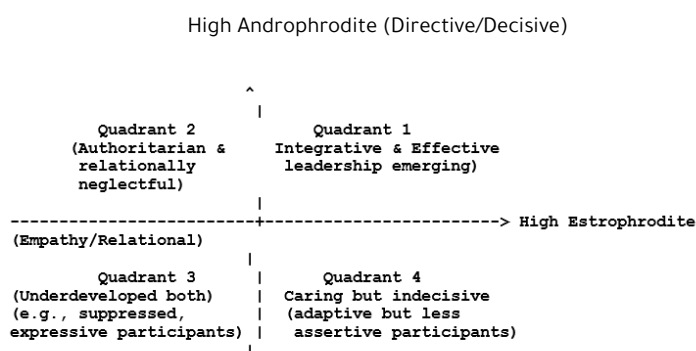 High Androphrodite (Directive/Decisive)
^
|
Quadrant 2 Quadrant 1
(Authoritarian & Integrative & Effective
relationally leadership emerging)
neglectful)
|
-------------------------+------------------------> High Estrophrodite
(Empathy/Relational)
|
Quadrant 3 | Quadrant 4
(Underdeveloped both) | Caring but indecisive
(e.g., suppressed, | (adaptive but less
expressive participants) | assertive participants)
|